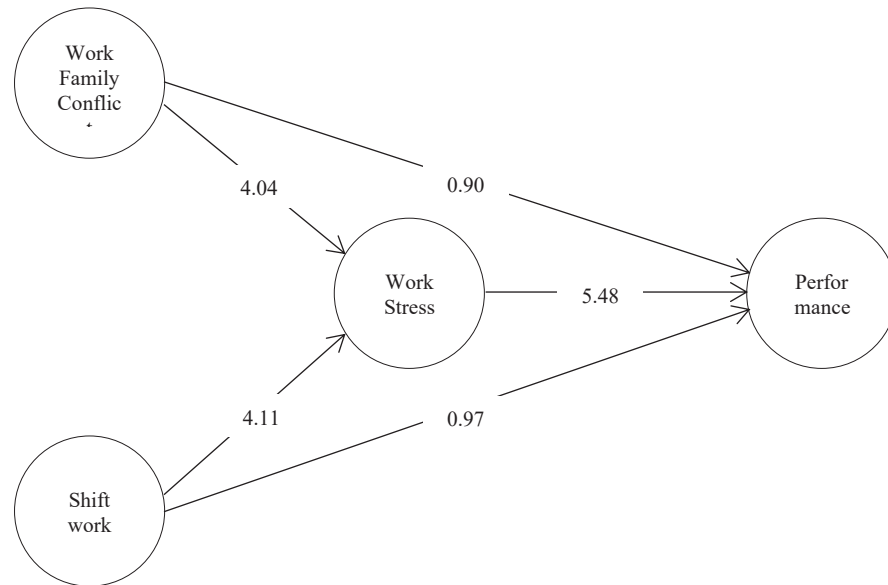 Work
Family
Conflic
4.04
0.90
Work
Stress
5.48
Perfor
mance
4.11
0.97
Shift
work